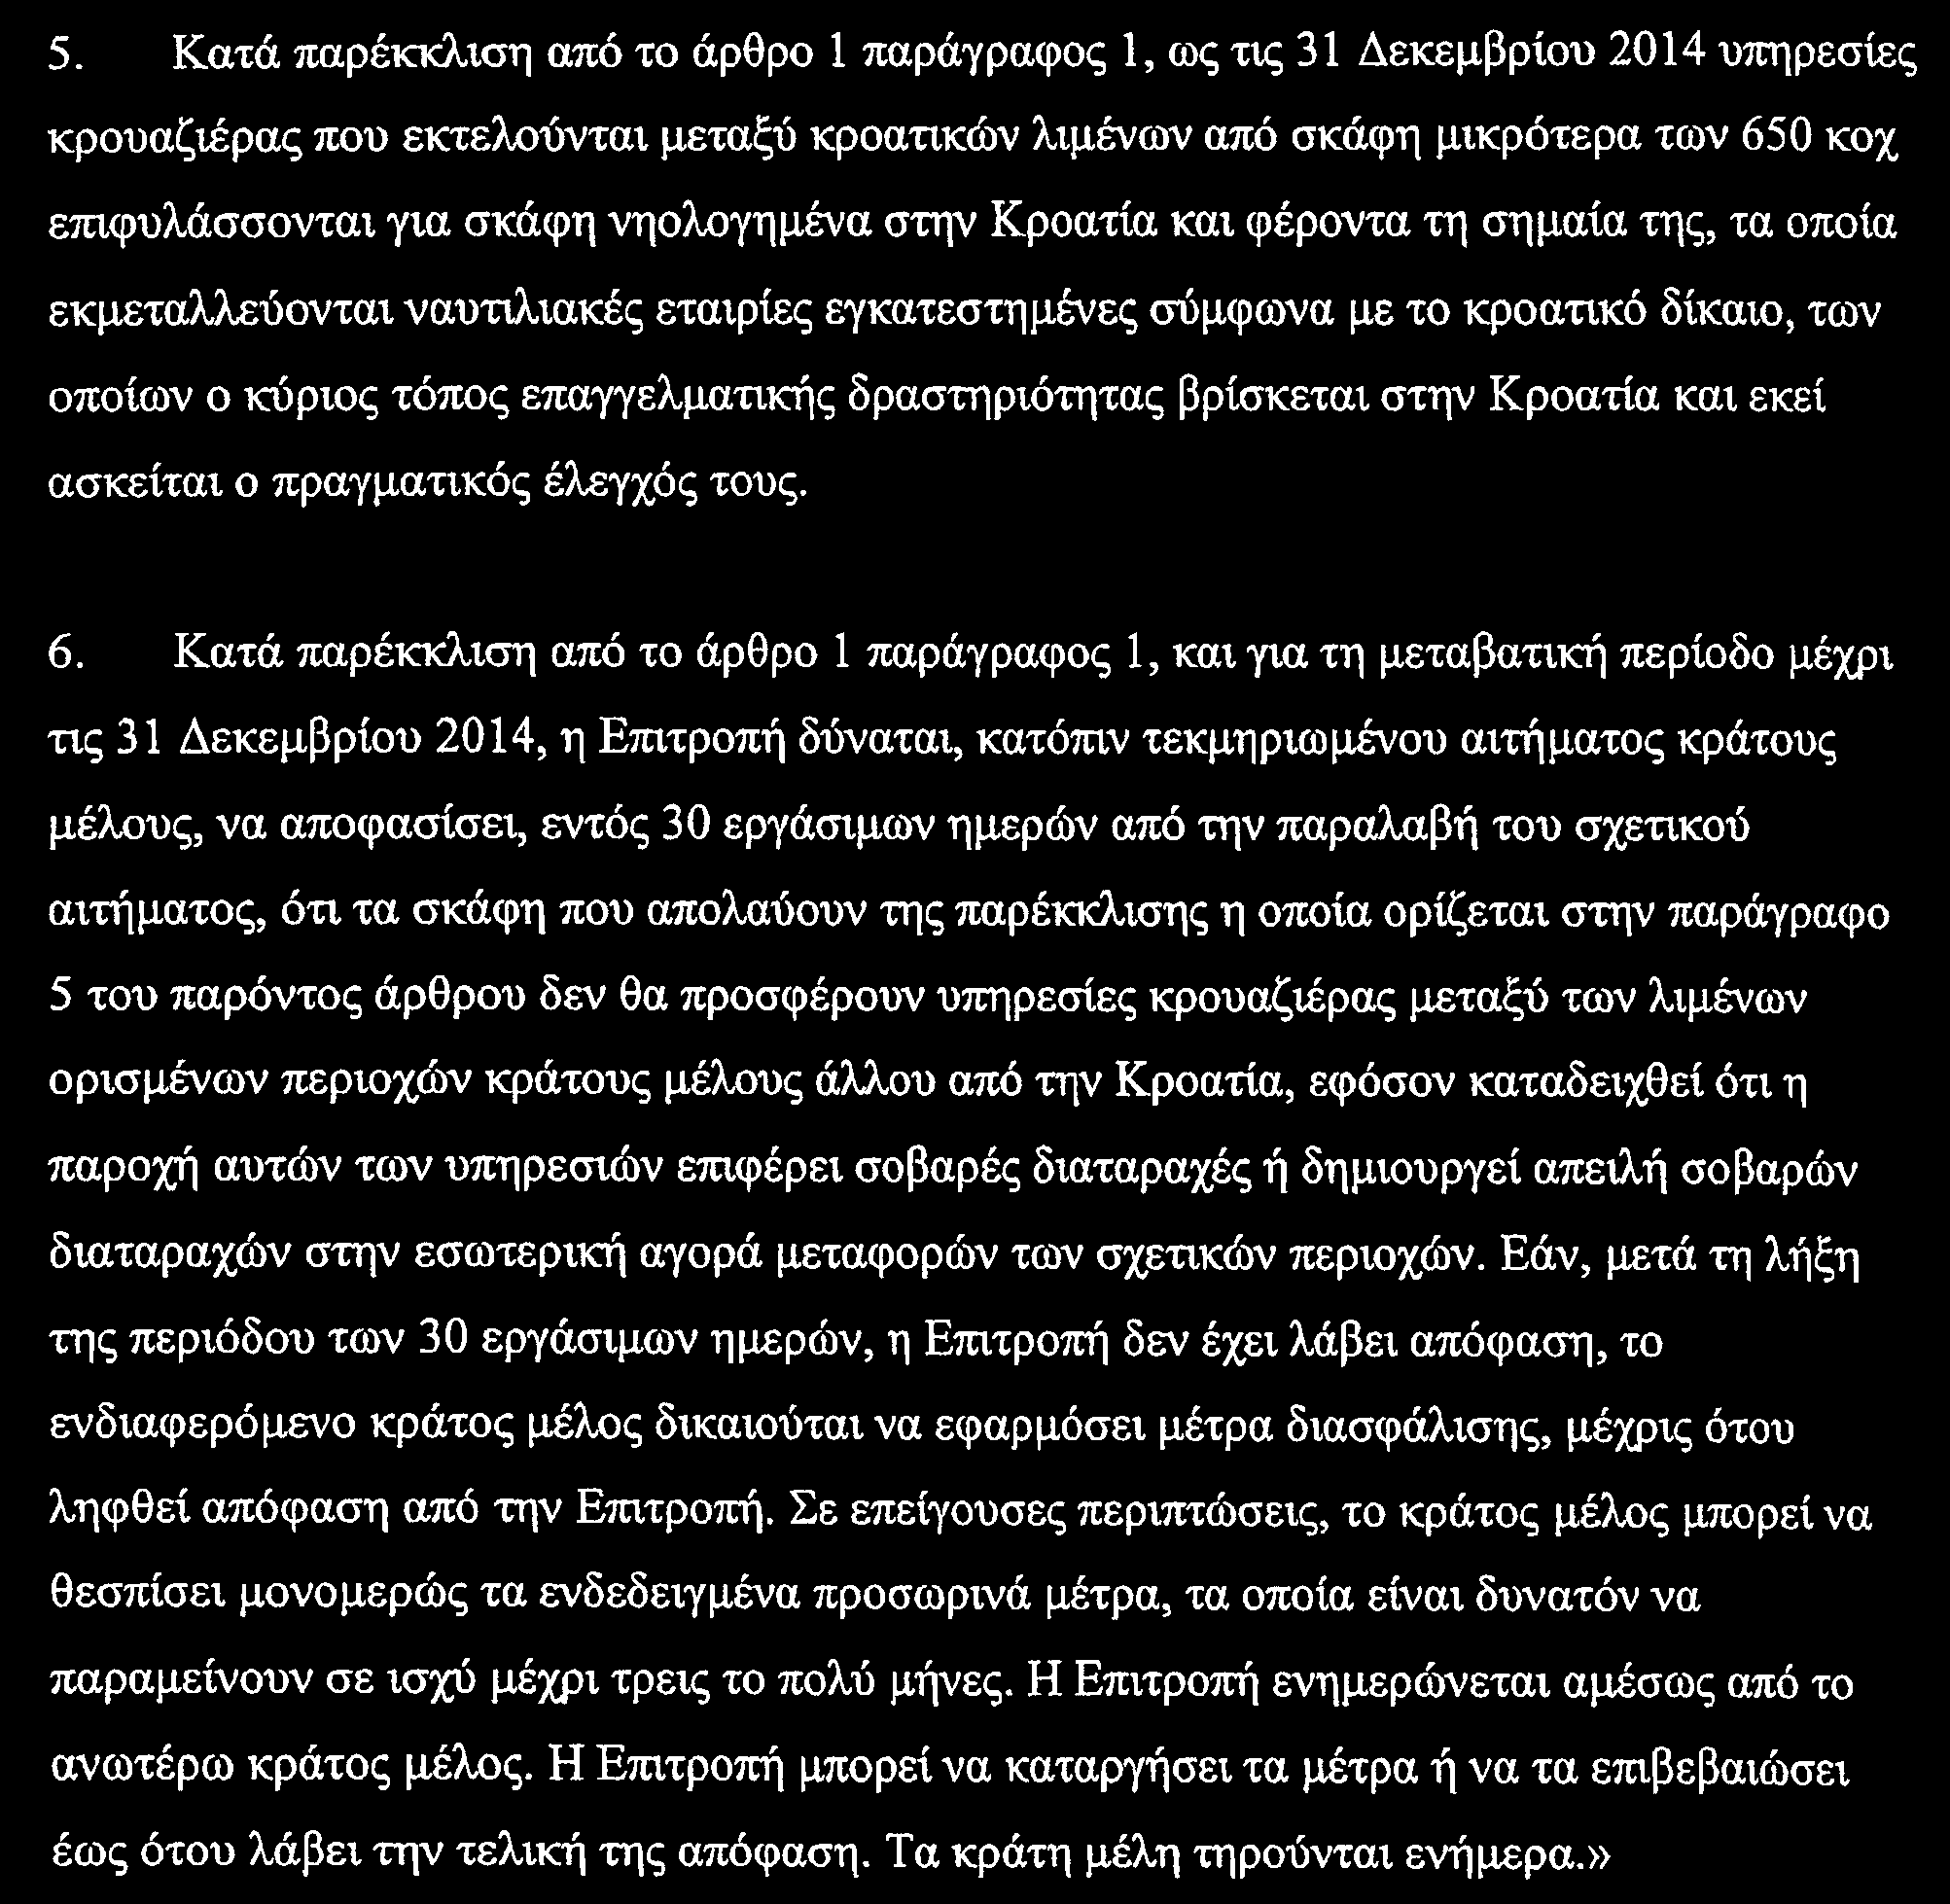 5. Κατά παρέκκλιση από το άρθρο 1 παράγραφος 1, ως τις 31 Δεκεμβρίου 2014 υπηρεσίες
κρουαζιέρας που εκτελούνται μεταξύ κροατικών λιμένων από σκάφη μικρότερα των 650 κοχ
επιφυλάσσονται για σκάφη νηολογημένα στην Κροατία και φέροντα τη σημαία της, τα οποία
εκμεταλλεύονται ναυτιλιακές εταιρίες εγκατεστημένες σύμφωνα με το κροατικό δίκαιο, των
οποίων ο κύριος τόπος επαγγελματικής δραστηριότητας βρίσκεται στην Κροατία και εκεί
ασκείται ο πραγματικός έλεγχός τους.
6. Κατά παρέκκλιση από το άρθρο 1 παράγραφος 1, και για τη μεταβατική περίοδο μέχρι
τις 31 Δεκεμβρίου 2014, η Επιτροπή δύναται, κατόπιν τεκμηριωμένου αιτήματος κράτους
μέλους, να αποφασίσει, εντός 30 εργάσιμων ημερών από την παραλαβή του σχετικού
αιτήματος, ότι τα σκάφη που απολαύουν της παρέκκλισης η οποία ορίζεται στην παράγραφο
5 του παρόντος άρθρου δεν θα προσφέρουν υπηρεσίες κρουαζιέρας μεταξύ των λιμένων
ορισμένων περιοχών κράτους μέλους άλλου από την Κροατία, εφόσον καταδειχθεί ότι η
παροχή αυτών των υπηρεσιών επιφέρει σοβαρές διαταραχές ή δημιουργεί απειλή σοβαρών
διαταραχών στην εσωτερική αγορά μεταφορών των σχετικών περιοχών. Εάν, μετά τη λήξη
της περιόδου των 30 εργάσιμων ημερών, η Επιτροπή δεν έχει λάβει απόφαση, το
ενδιαφερόμενο κράτος μέλος δικαιούται να εφαρμόσει μέτρα διασφάλισης, μέχρις ότου
ληφθεί απόφαση από την Επιτροπή. Σε επείγουσες περιπτώσεις, το κράτος μέλος μπορεί να
θεσπίσει μονομερώς τα ενδεδειγμένα προσωρινά μέτρα, τα οποία είναι δυνατόν να
παραμείνουν σε ισχύ μέχρι τρεις το πολύ μήνες. Η Επιτροπή ενημερώνεται αμέσως από το
ανωτέρω κράτος μέλος. Η Επιτροπή μπορεί να καταργήσει τα μέτρα ή να τα επιβεβαιώσει
έως ότου λάβει την τελική της απόφαση. Τα κράτη μέλη τηρούνται ενήμερα.»